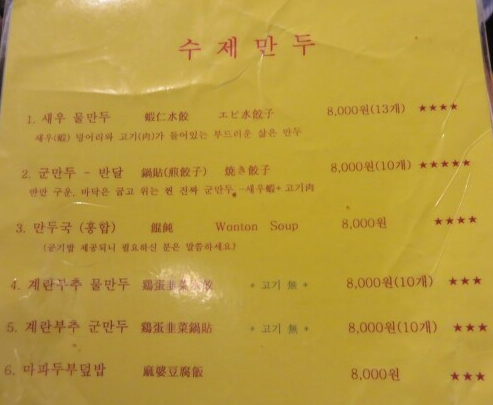 수제만두
1. 새우 물만두 蝦仁水餃 エビ水餃子 8,000원(13개) ★★★★
새우(蝦) 덩어리와 고기(肉)가 들어있는 부드러운 삶은 만두
2. 군만두 - 반달 鍋貼(煎餃子) 焼き餃子 8,000원(10개) ★★★★★
한판 구운, 바닥은 굽고 위는 찐 진짜 군만두, -새우蝦+고기肉
3. 만두국 (훙탕) 餛飩 Wonton Soup 8,000원 ★★★★
(공기밥 제공되니 필요하신 분은 말씀하세요)
4. 계란부추 물만두 鶏蛋韭菜水餃 * 고기 無 * 8,000원(10개) ★★★
5. 계란부추 군만두 鶏蛋韭菜鍋貼 * 고기 無 * 8,000원(10개) ★★★
6. 마파두부덮밥 麻婆豆腐飯 8,000원 ★★★